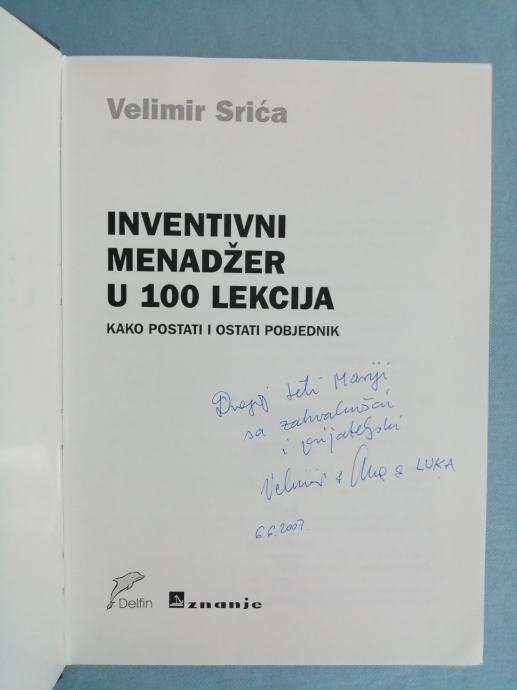 Velimir Srića
INVENTIVNI
MENADŽER
U 100 LEKCIJA
KAKO POSTATI I OSTATI POBJEDNIK
Dragoj teti Mariji
sa zahvalnošću
i prijateljski
Velimir & Ana & LUKA
6.6.2007.
Delfin znanje